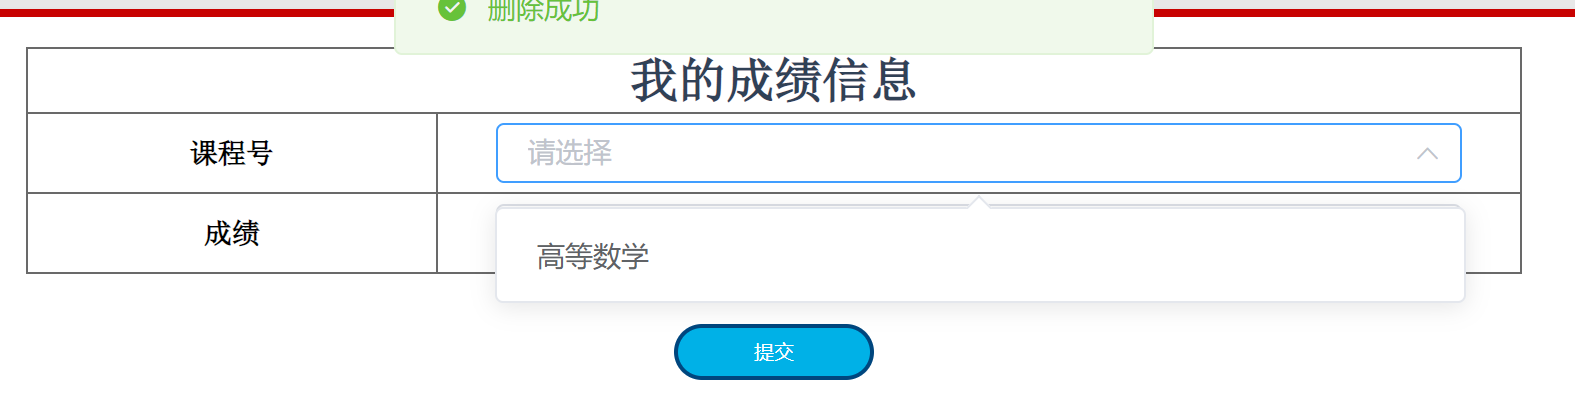 删除成功
我的成绩信息
课程号
请选择
成绩
高等数学
提交